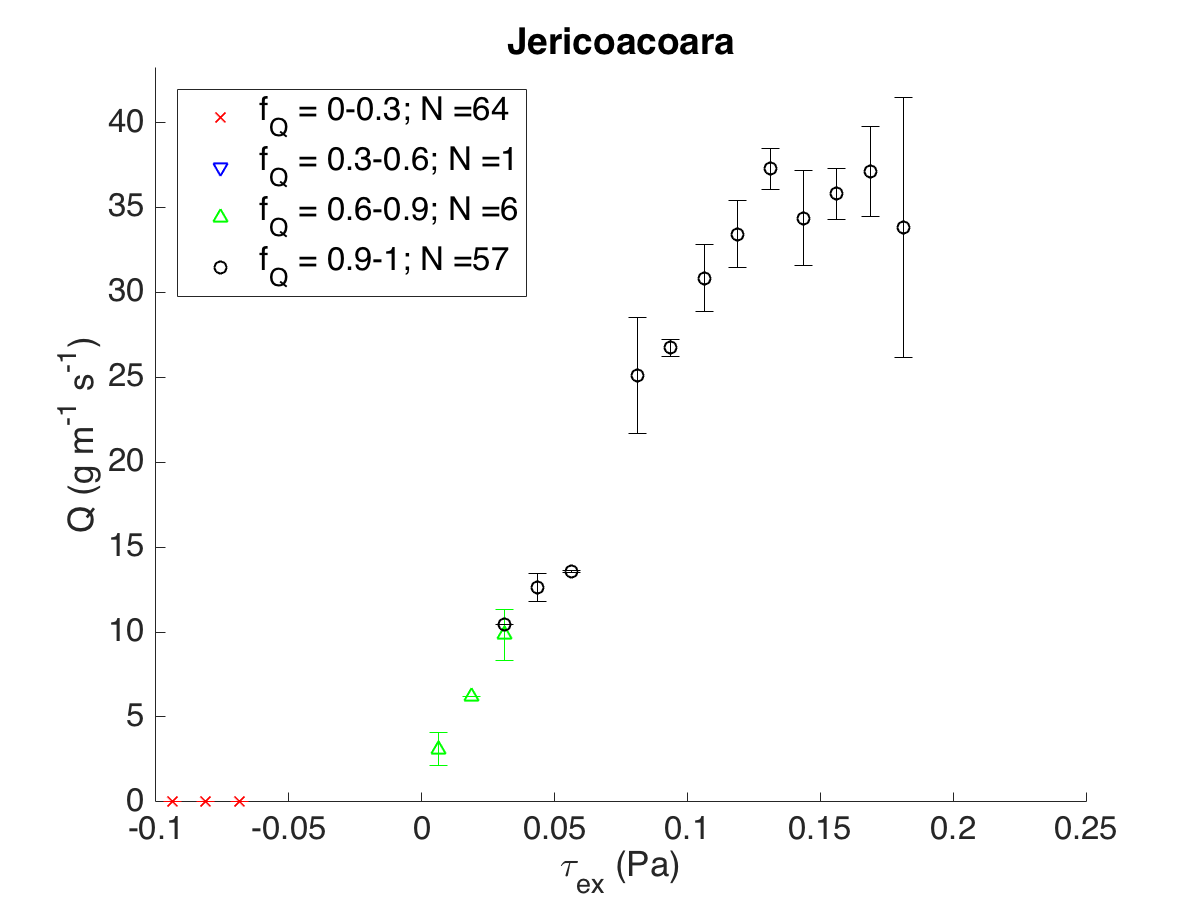 Jericoacoara
f_Q = 0-0.3; N =64
f_Q = 0.3-0.6; N =1
f_Q = 0.6-0.9; N =6
f_Q = 0.9-1; N =57
40
35
30
25
20
15
10
5
0
Q (g m^-1 s^-1)
-0.1 -0.05 0 0.05 0.1 0.15 0.2 0.25
τ_ex (Pa)